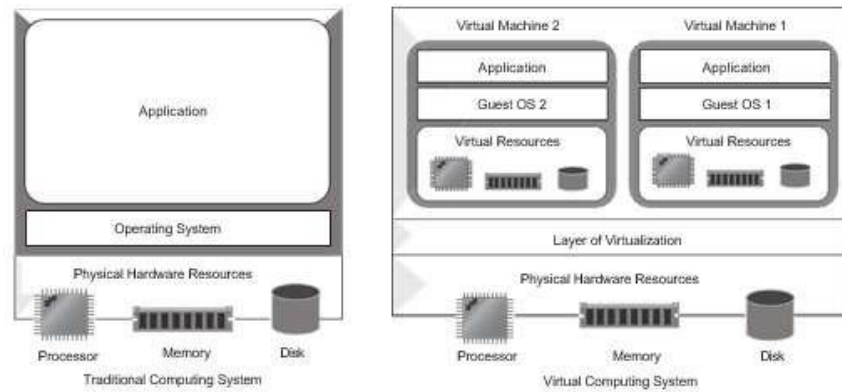 Application
Operating System
Physical Hardware Resources
Processor
Memory
Disk
Traditional Computing System
Virtual Machine 2
Virtual Machine 1
Application
Application
Guest OS 2
Guest OS 1
Virtual Resources
Virtual Resources
Layer of Virtualization
Physical Hardware Resources
Processor
Memory
Disk
Virtual Computing System